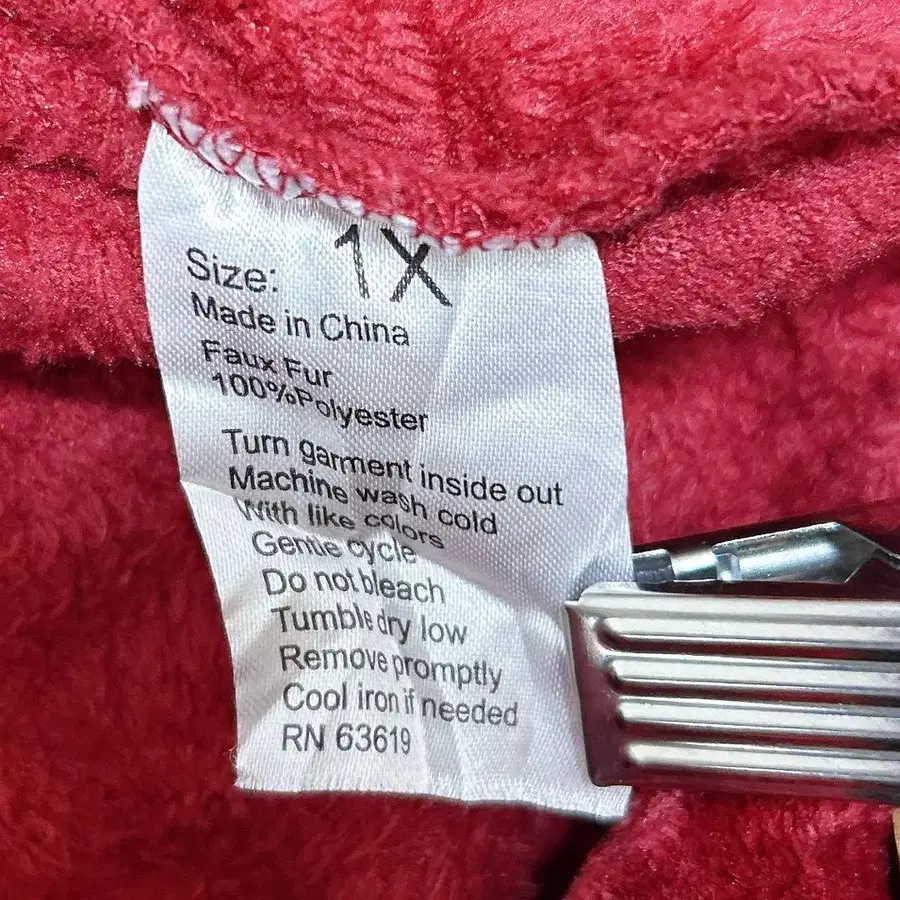 Size: 1X
Made in China
Faux Fur
100%Polyester
Turn garment inside out
Machine wash cold
With like colors
Gentle cycle
Do not bleach
Tumble dry low
Remove promptly
Cool iron if needed
RN 63619